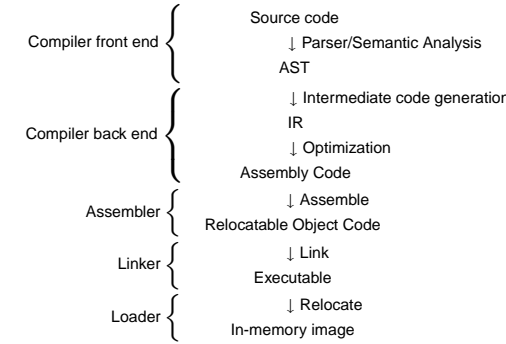 Source code
Compiler front end
↓ Parser/Semantic Analysis
AST
↓ Intermediate code generation
Compiler back end
IR
↓ Optimization
Assembly Code
Assembler
↓ Assemble
Relocatable Object Code
Linker
↓ Link
Executable
Loader
↓ Relocate
In-memory image